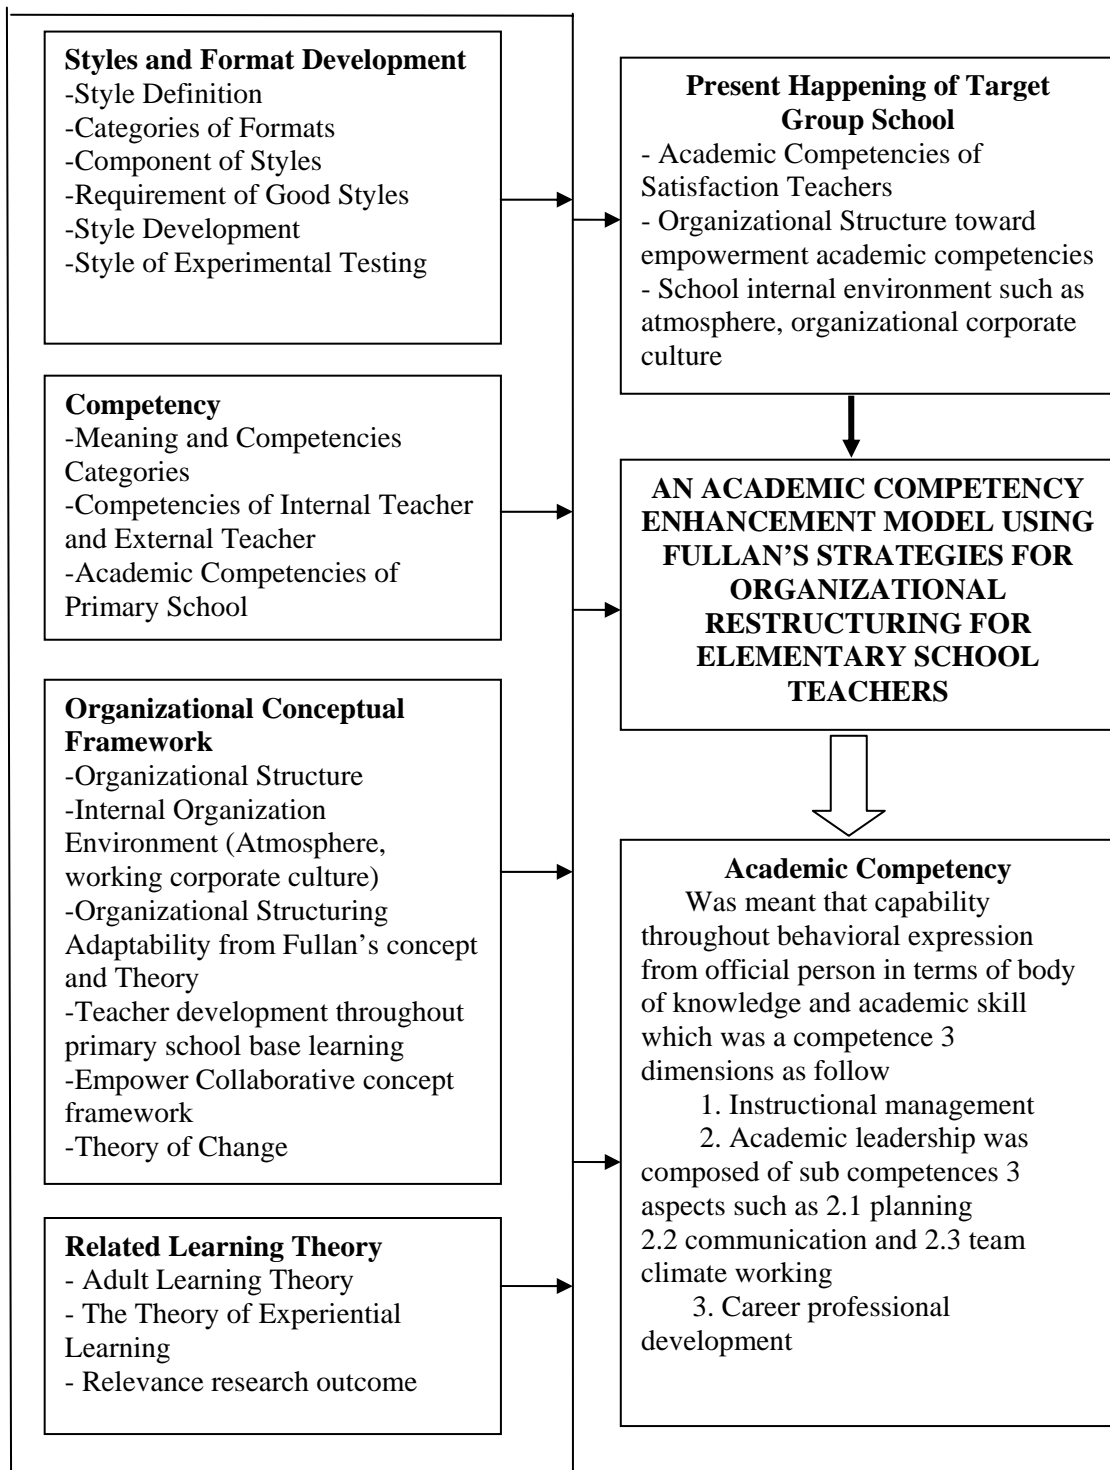 Styles and Format Development
-Style Definition
-Categories of Formats
-Component of Styles
-Requirement of Good Styles
-Style Development
-Style of Experimental Testing
Competency
-Meaning and Competencies
Categories
-Competencies of Internal Teacher
and External Teacher
-Academic Competencies of
Primary School
Organizational Conceptual
Framework
-Organizational Structure
-Internal Organization
Environment (Atmosphere,
working corporate culture)
-Organizational Structuring
Adaptability from Fullan’s concept
and Theory
-Teacher development throughout
primary school base learning
-Empower Collaborative concept
framework
-Theory of Change
Related Learning Theory
- Adult Learning Theory
- The Theory of Experiential
Learning
- Relevance research outcome
Present Happening of Target
Group School
- Academic Competencies of
Satisfaction Teachers
- Organizational Structure toward
empowerment academic competencies
- School internal environment such as
atmosphere, organizational corporate
culture
AN ACADEMIC COMPETENCY
ENHANCEMENT MODEL USING
FULLAN’S STRATEGIES FOR
ORGANIZATIONAL
RESTRUCTURING FOR
ELEMENTARY SCHOOL
TEACHERS
Academic Competency
Was meant that capability
throughout behavioral expression
from official person in terms of body
of knowledge and academic skill
which was a competence 3
dimensions as follow
1. Instructional management
2. Academic leadership was
composed of sub competences 3
aspects such as 2.1 planning
2.2 communication and 2.3 team
climate working
3. Career professional
development